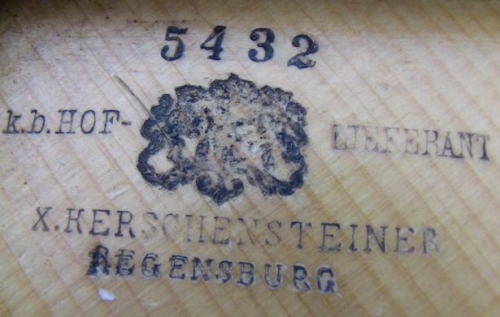 5432
k.b.HOF- LIEFERANT
X.KERSCHENSTEINER
REGENSBURG